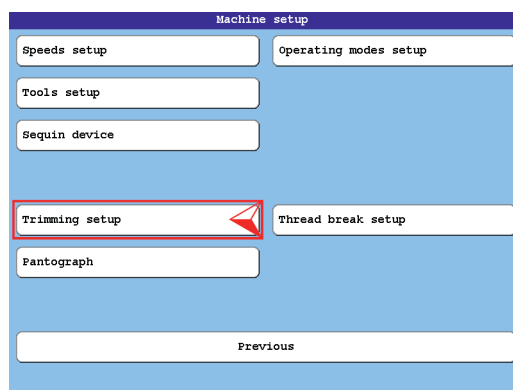 Machine setup
Speeds setup
Operating modes setup
Tools setup
Sequin device
Trimming setup
Thread break setup
Pantograph
Previous